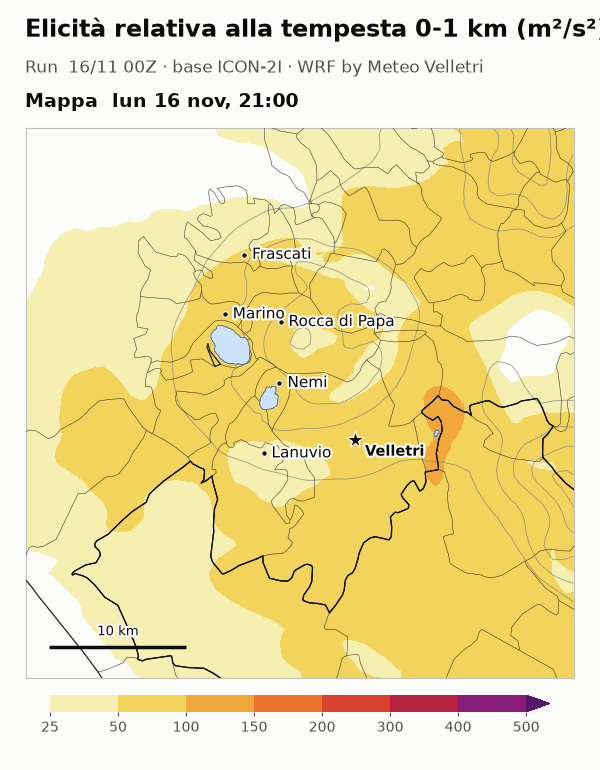 Elicità relativa alla tempesta 0-1 km (m²/s²)
Run  16/11 00Z · base ICON-2I · WRF by Meteo Velletri
Mappa  lun 16 nov, 21:00
Frascati
Marino
Rocca di Papa
Nemi
Velletri
Lanuvio
10 km
25 50 100 150 200 300 400 500